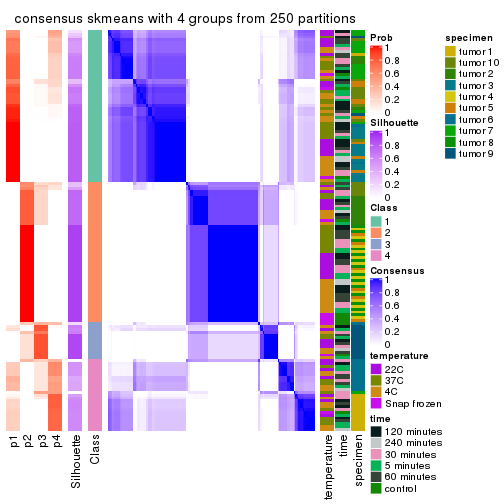 consensus skmeans with 4 groups from 250 partitions
Prob
1
0.8
0.6
0.4
0.2
0
Silhouette
1
0.8
0.6
0.4
0.2
0
Class
1
2
3
4
Consensus
1
0.8
0.6
0.4
0.2
0
temperature
22C
37C
4C
Snap frozen
time
120 minutes
240 minutes
30 minutes
5 minutes
60 minutes
control
specimen
tumor 1
tumor 10
tumor 2
tumor 3
tumor 4
tumor 5
tumor 6
tumor 7
tumor 8
tumor 9
p1
p2
p3
p4
Silhouette
Class
temperature
time
specimen